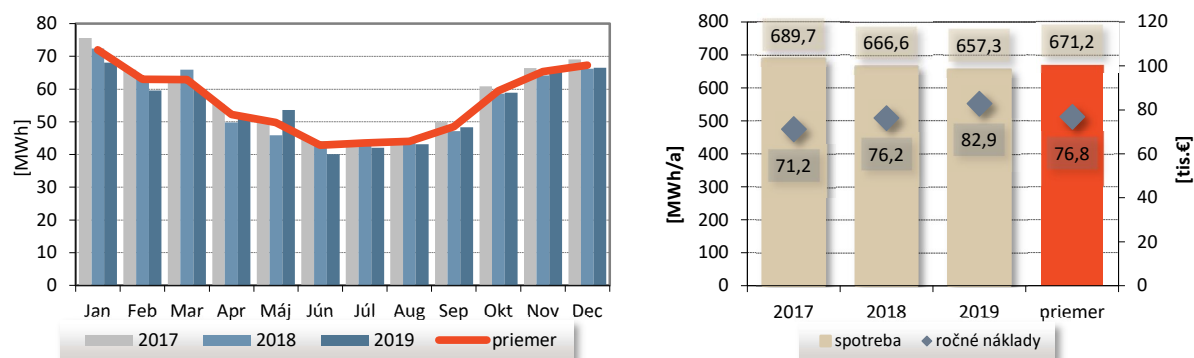 80
70
60
50
40
30
20
10
0
[MWh]
Jan Feb Mar Apr Máj Jún Júl Aug Sep Okt Nov Dec
2017 2018 2019 priemer
800
700
600
500
400
300
200
100
0
[MWh/a]
689,7 666,6 657,3 671,2
71,2 76,2 82,9 76,8
120
100
80
60
40
20
0
[tis.€]
2017 2018 2019 priemer
spotreba ročné náklady